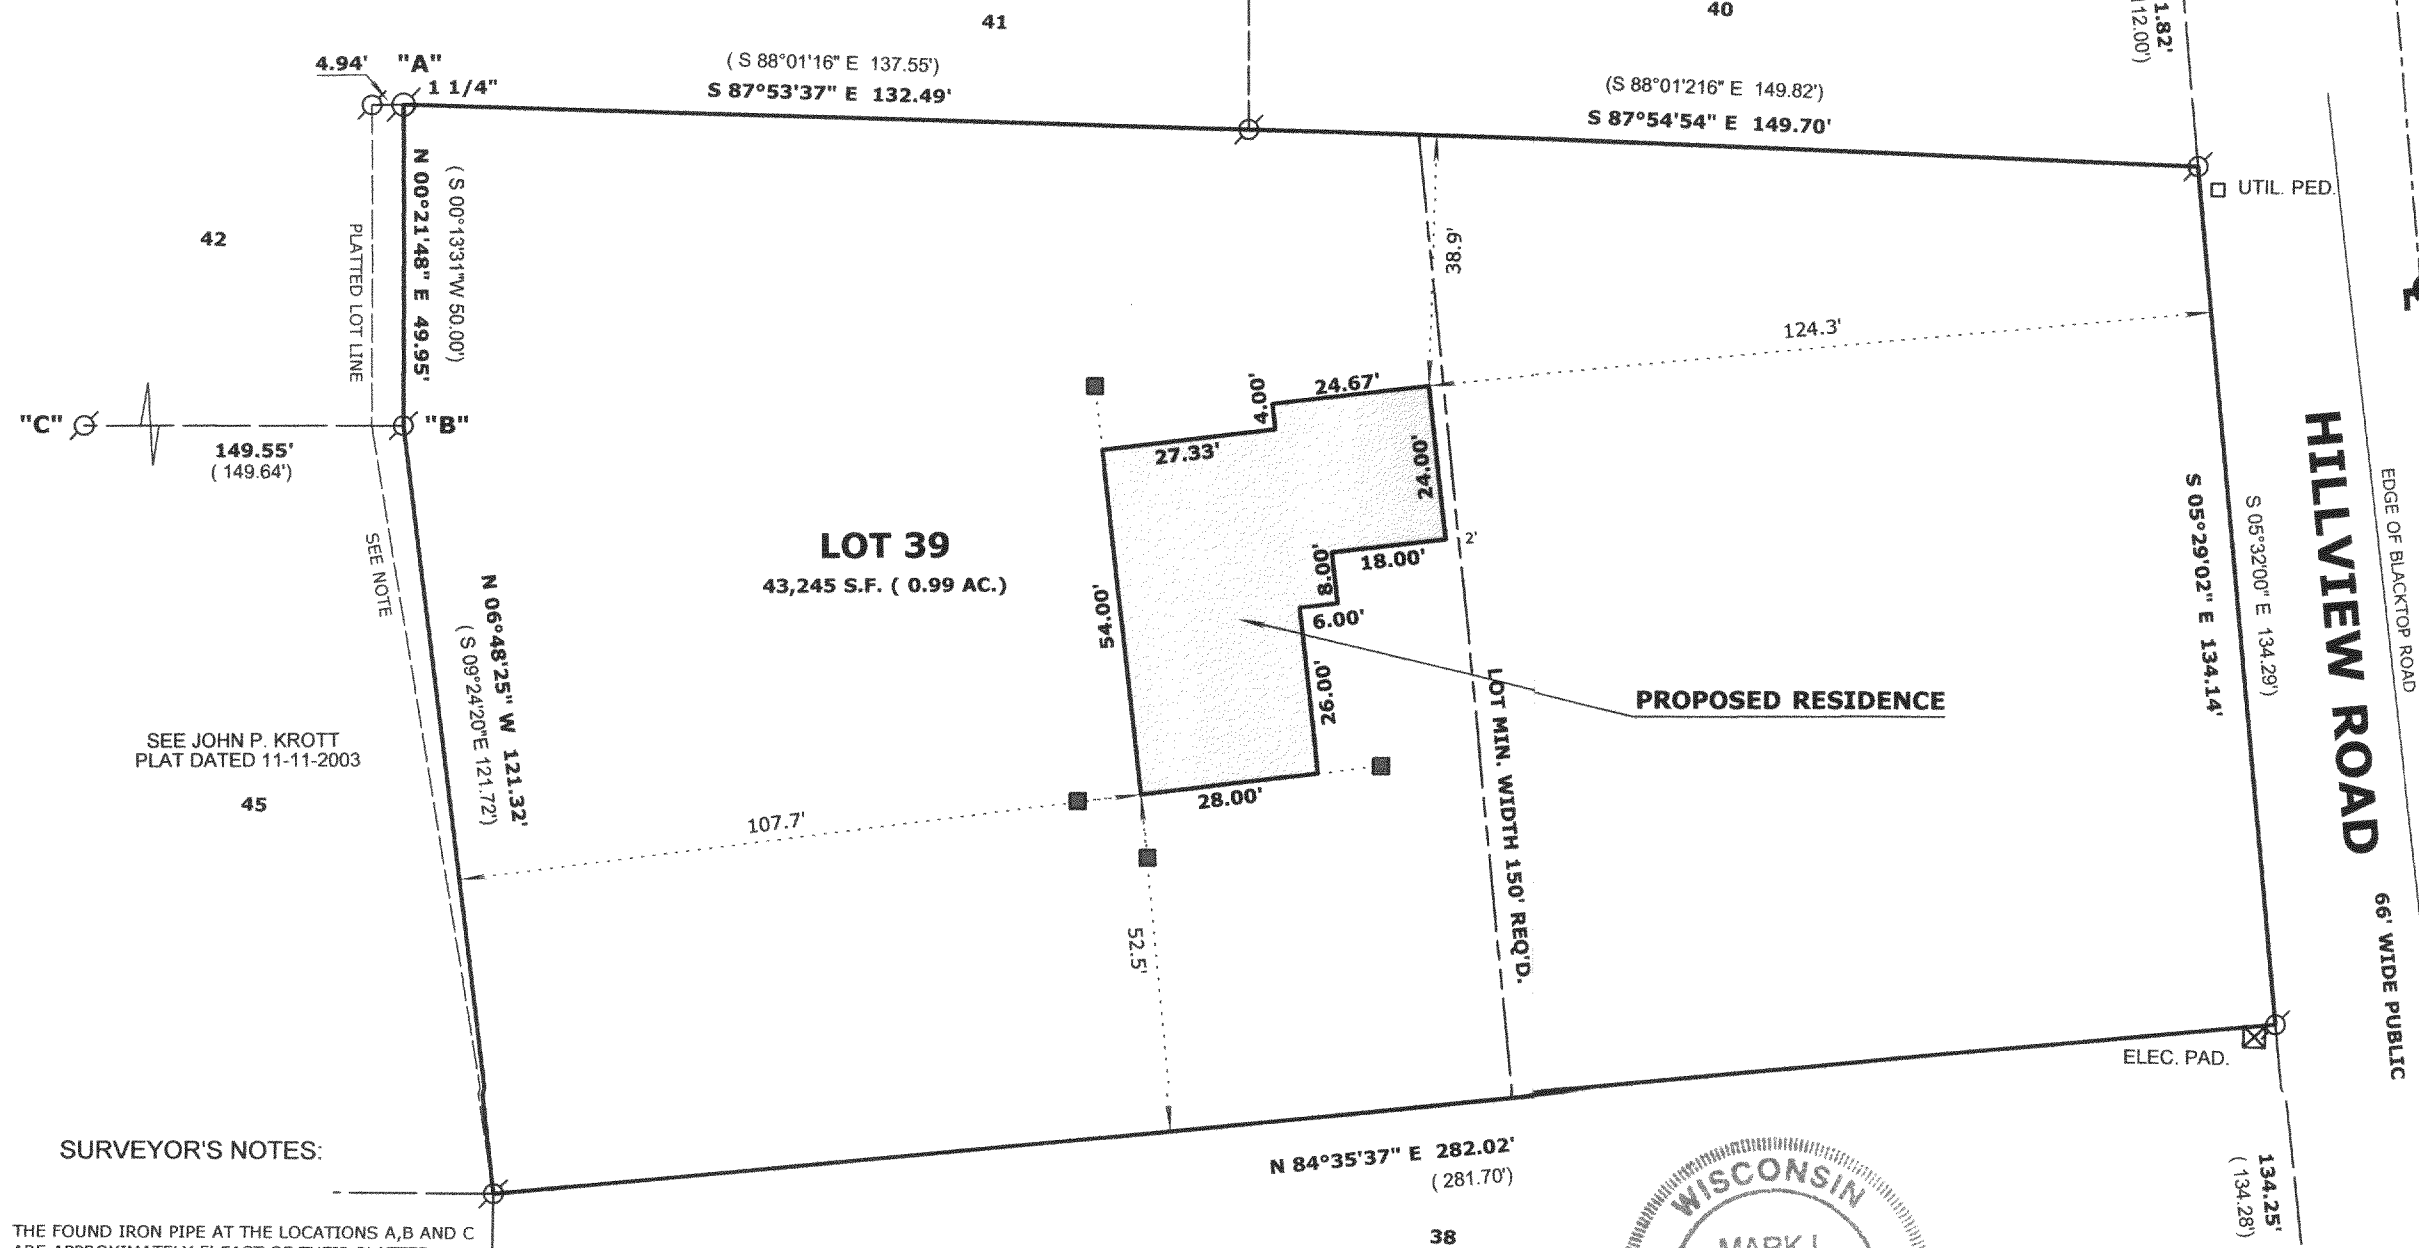 41
40
1.82'
(112.00')
4.94'
"A"
1 1/4"
( S 88°01'16" E 137.55')
S 87°53'37" E 132.49'
(S 88°01'216" E 149.82')
S 87°54'54" E 149.70'
UTIL. PED.
42
PLATTED LOT LINE
N 00°21'48" E 49.95'
( S 00°13'31"W 50.00')
38.9'
124.3'
"C"
"B"
149.55'
( 149.64')
24.67'
4.00'
27.33'
24.00'
2'
18.00'
8.00'
6.00'
54.00'
26.00'
28.00'
LOT 39
43,245 S.F. ( 0.99 AC.)
SEE NOTE
N 06°48'25" W 121.32'
( S 09°24'20"E 121.72')
PROPOSED RESIDENCE
LOT MIN. WIDTH 150' REQ'D.
S 05°29'02" E 134.14'
S 05°32'00" E 134.29')
HILLVIEW ROAD
EDGE OF BLACKTOP ROAD
66' WIDE PUBLIC
SEE JOHN P. KROTT
PLAT DATED 11-11-2003
45
107.7'
52.5'
ELEC. PAD.
SURVEYOR'S NOTES:
N 84°35'37" E 282.02'
( 281.70')
134.25'
( 134.28')
WISCONSIN
MARK L
38
THE FOUND IRON PIPE AT THE LOCATIONS A,B AND C